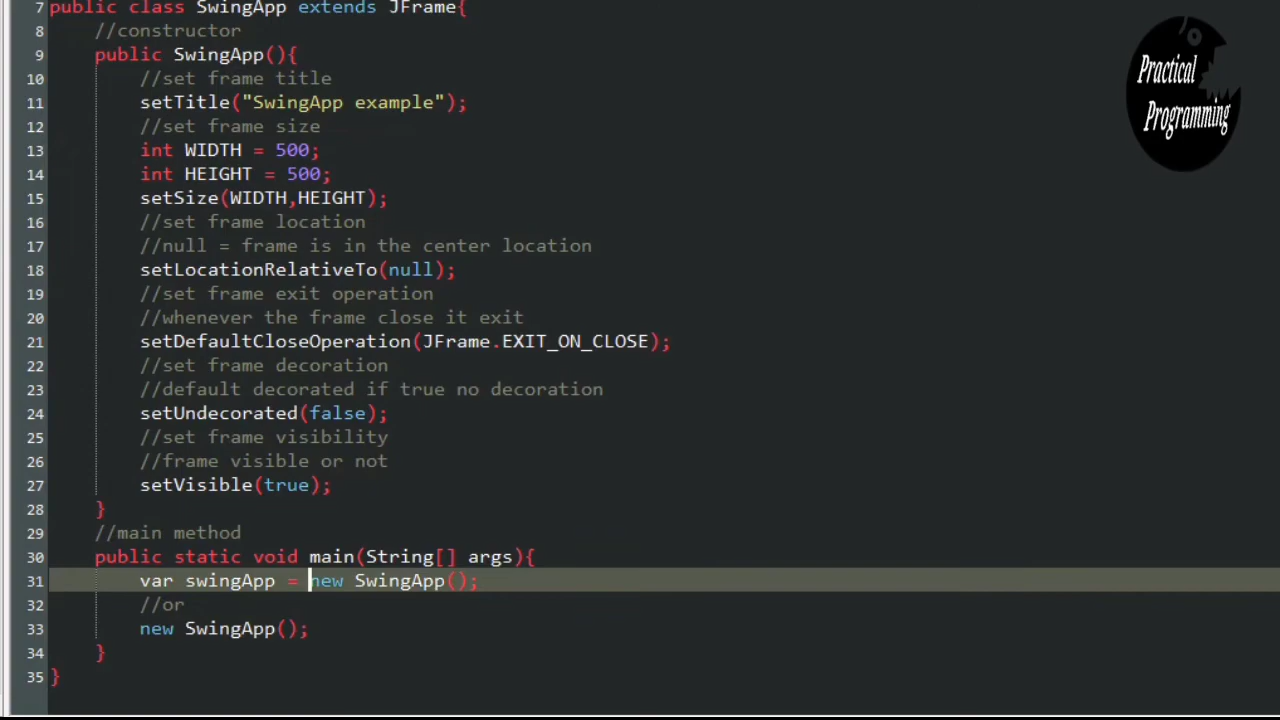 7 public class SwingApp extends JFrame{
8 //constructor
9 public SwingApp(){
10 //set frame title
11 setTitle("SwingApp example");
12 //set frame size
13 int WIDTH = 500;
14 int HEIGHT = 500;
15 setSize(WIDTH,HEIGHT);
16 //set frame location
17 //null = frame is in the center location
18 setLocationRelativeTo(null);
19 //set frame exit operation
20 //whenever the frame close it exit
21 setDefaultCloseOperation(JFrame.EXIT_ON_CLOSE);
22 //set frame decoration
23 //default decorated if true no decoration
24 setUndecorated(false);
25 //set frame visibility
26 //frame visible or not
27 setVisible(true);
28 }
29 //main method
30 public static void main(String[] args){
31 var swingApp = new SwingApp();
32 //or
33 new SwingApp();
34 }
35 }
Practical
Programming